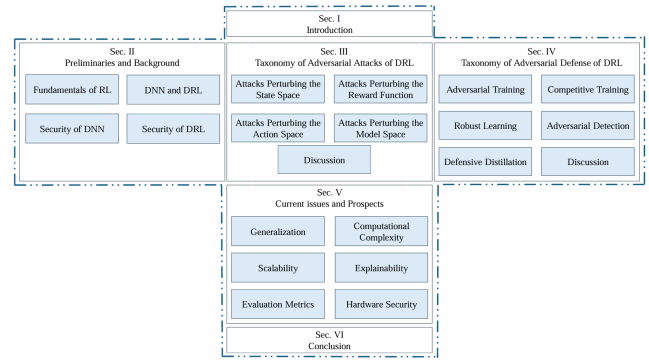 Sec. I
Introduction
Sec. II
Preliminaries and Background
Fundamentals of RL
DNN and DRL
Security of DNN
Security of DRL
Sec. III
Taxonomy of Adversarial Attacks of DRL
Attacks Perturbing the
State Space
Attacks Perturbing the
Reward Function
Attacks Perturbing the
Action Space
Attacks Perturbing the
Model Space
Discussion
Sec. IV
Taxonomy of Adversarial Defense of DRL
Adversarial Training
Competitive Training
Robust Learning
Adversarial Detection
Defensive Distillation
Discussion
Sec. V
Current issues and Prospects
Generalization
Computational
Complexity
Scalability
Explainability
Evaluation Metrics
Hardware Security
Sec. VI
Conclusion